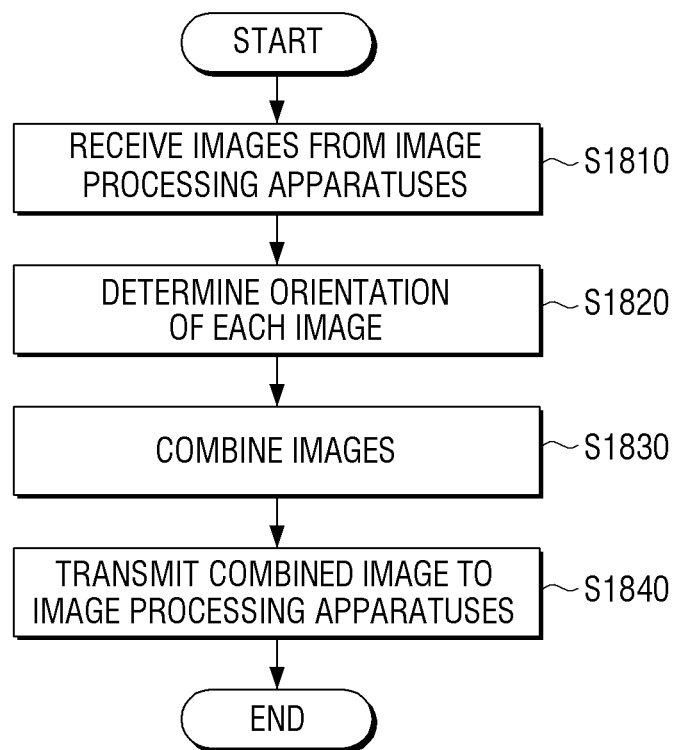 START
RECEIVE IMAGES FROM IMAGE
PROCESSING APPARATUSES
S1810
DETERMINE ORIENTATION
OF EACH IMAGE
S1820
COMBINE IMAGES
S1830
TRANSMIT COMBINED IMAGE TO
IMAGE PROCESSING APPARATUSES
S1840
END